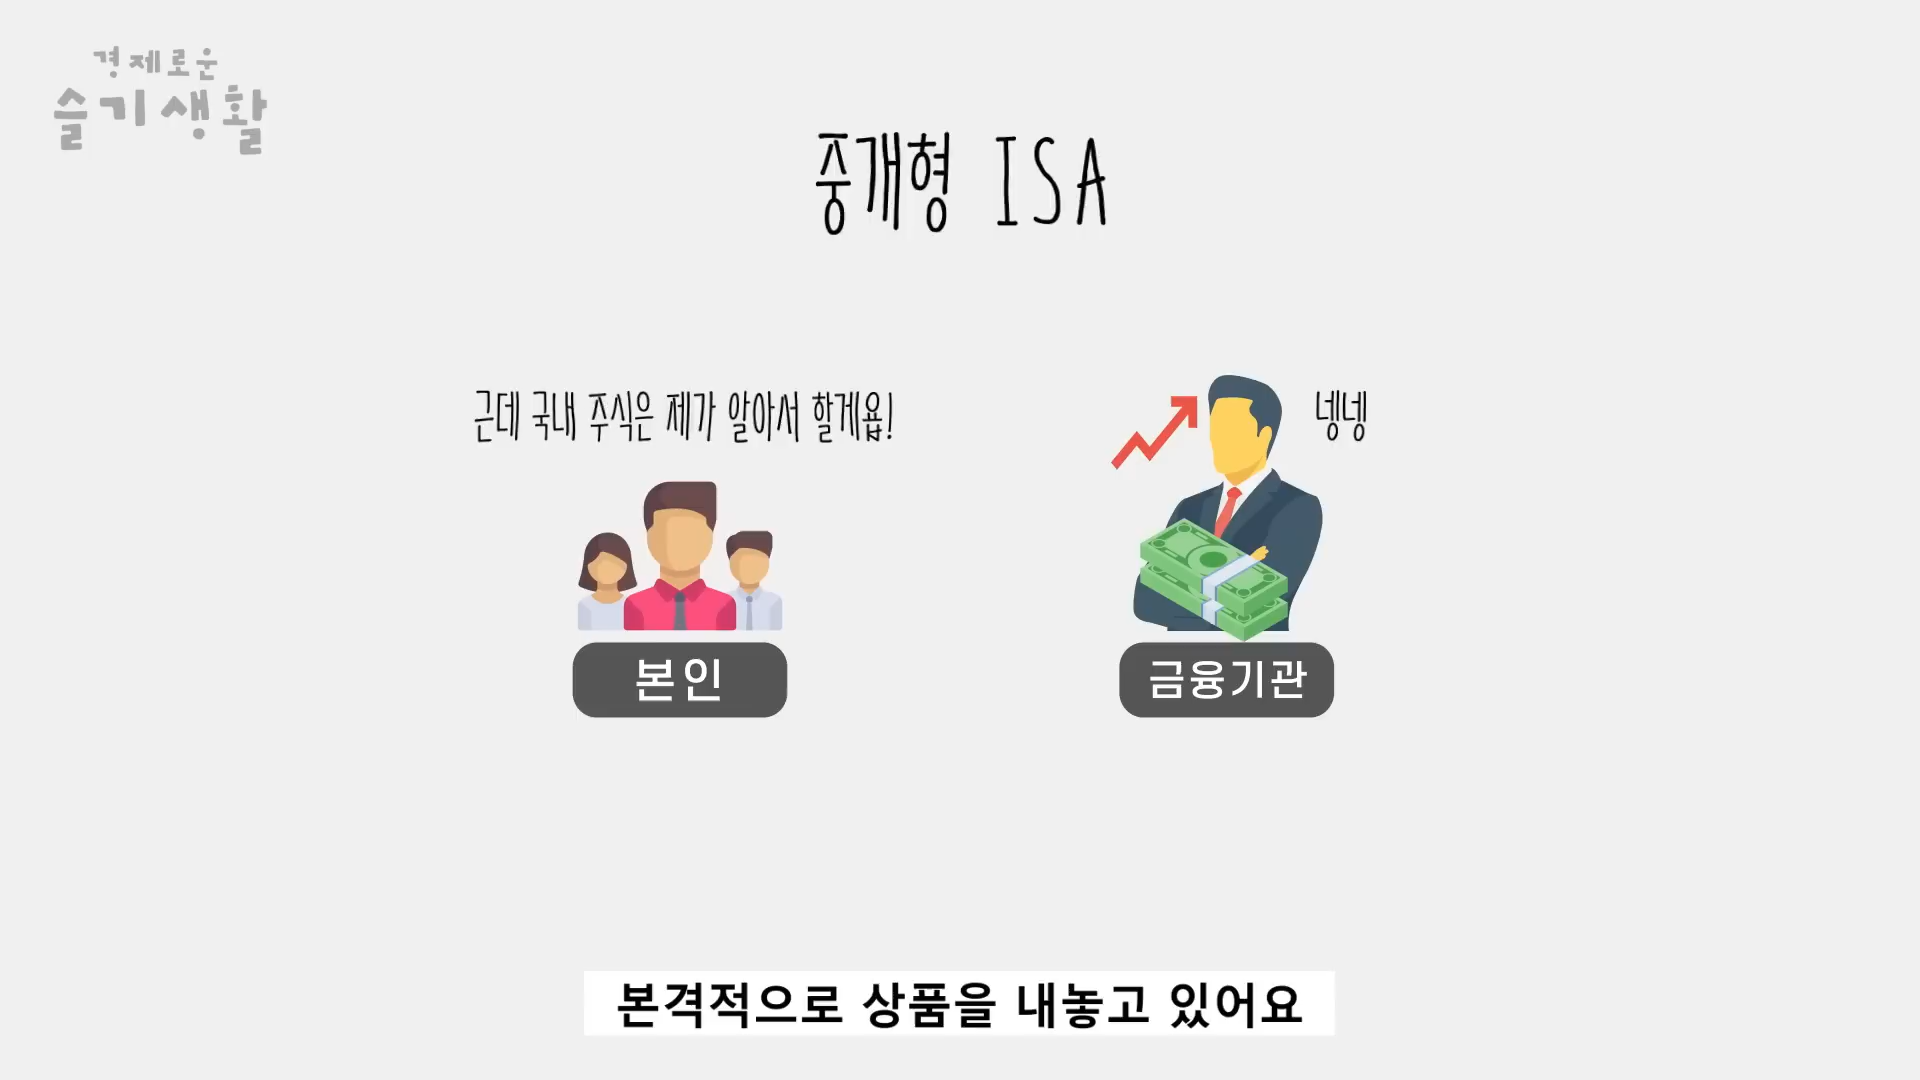 경제로운
슬기생활
중개형 ISA
근데 국내 주식은 제가 알아서 할게욥!
넹넹
본인
금융기관
본격적으로 상품을 내놓고 있어요